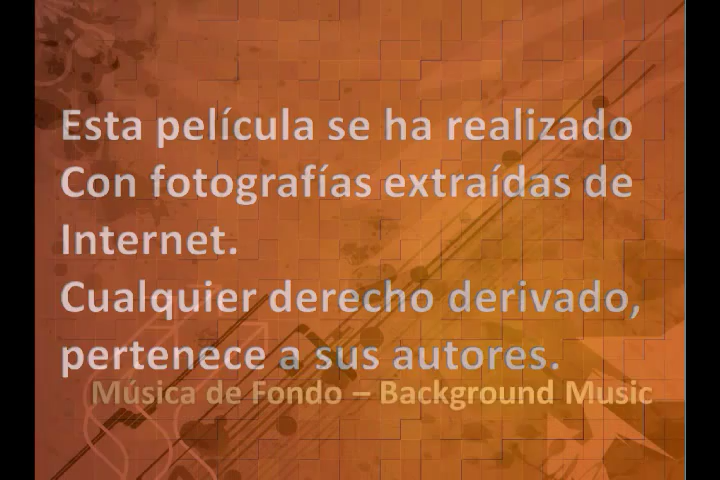 Esta película se ha realizado
Con fotografías extraídas de
Internet.
Cualquier derecho derivado,
pertenece a sus autores.
Música de Fondo – Background Music